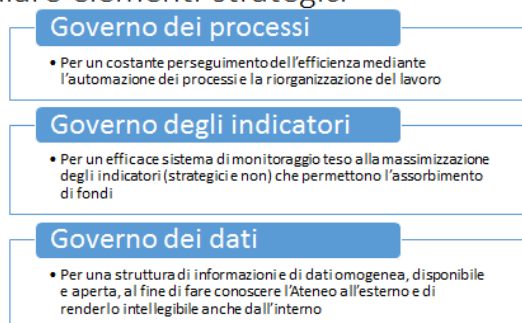 elementi strategici
Governo dei processi
• Per un costante perseguimento dell'efficienza mediante
l'automazione dei processi e la riorganizzazione del lavoro
Governo degli indicatori
• Per un efficace sistema di monitoraggio teso alla massimizzazione
degli indicatori (strategici e non) che permettono l'assorbimento
di fondi
Governo dei dati
• Per una struttura di informazioni e di dati omogenea, disponibile
e aperta, al fine di fare conoscere l'Ateneo all'esterno e di
renderlo intellegibile anche dall'interno